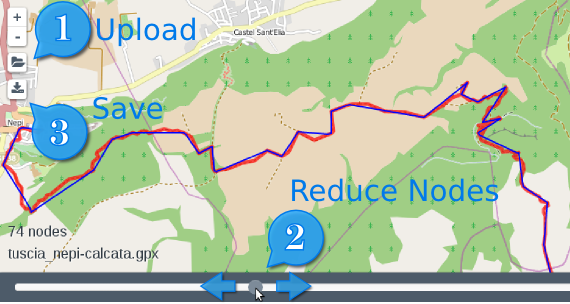 +
-
1 Upload
Castel Sant'Elia
Save
Nepi
3
Reduce Nodes
2
74 nodes
tuscia_nepi-calcata.gpx